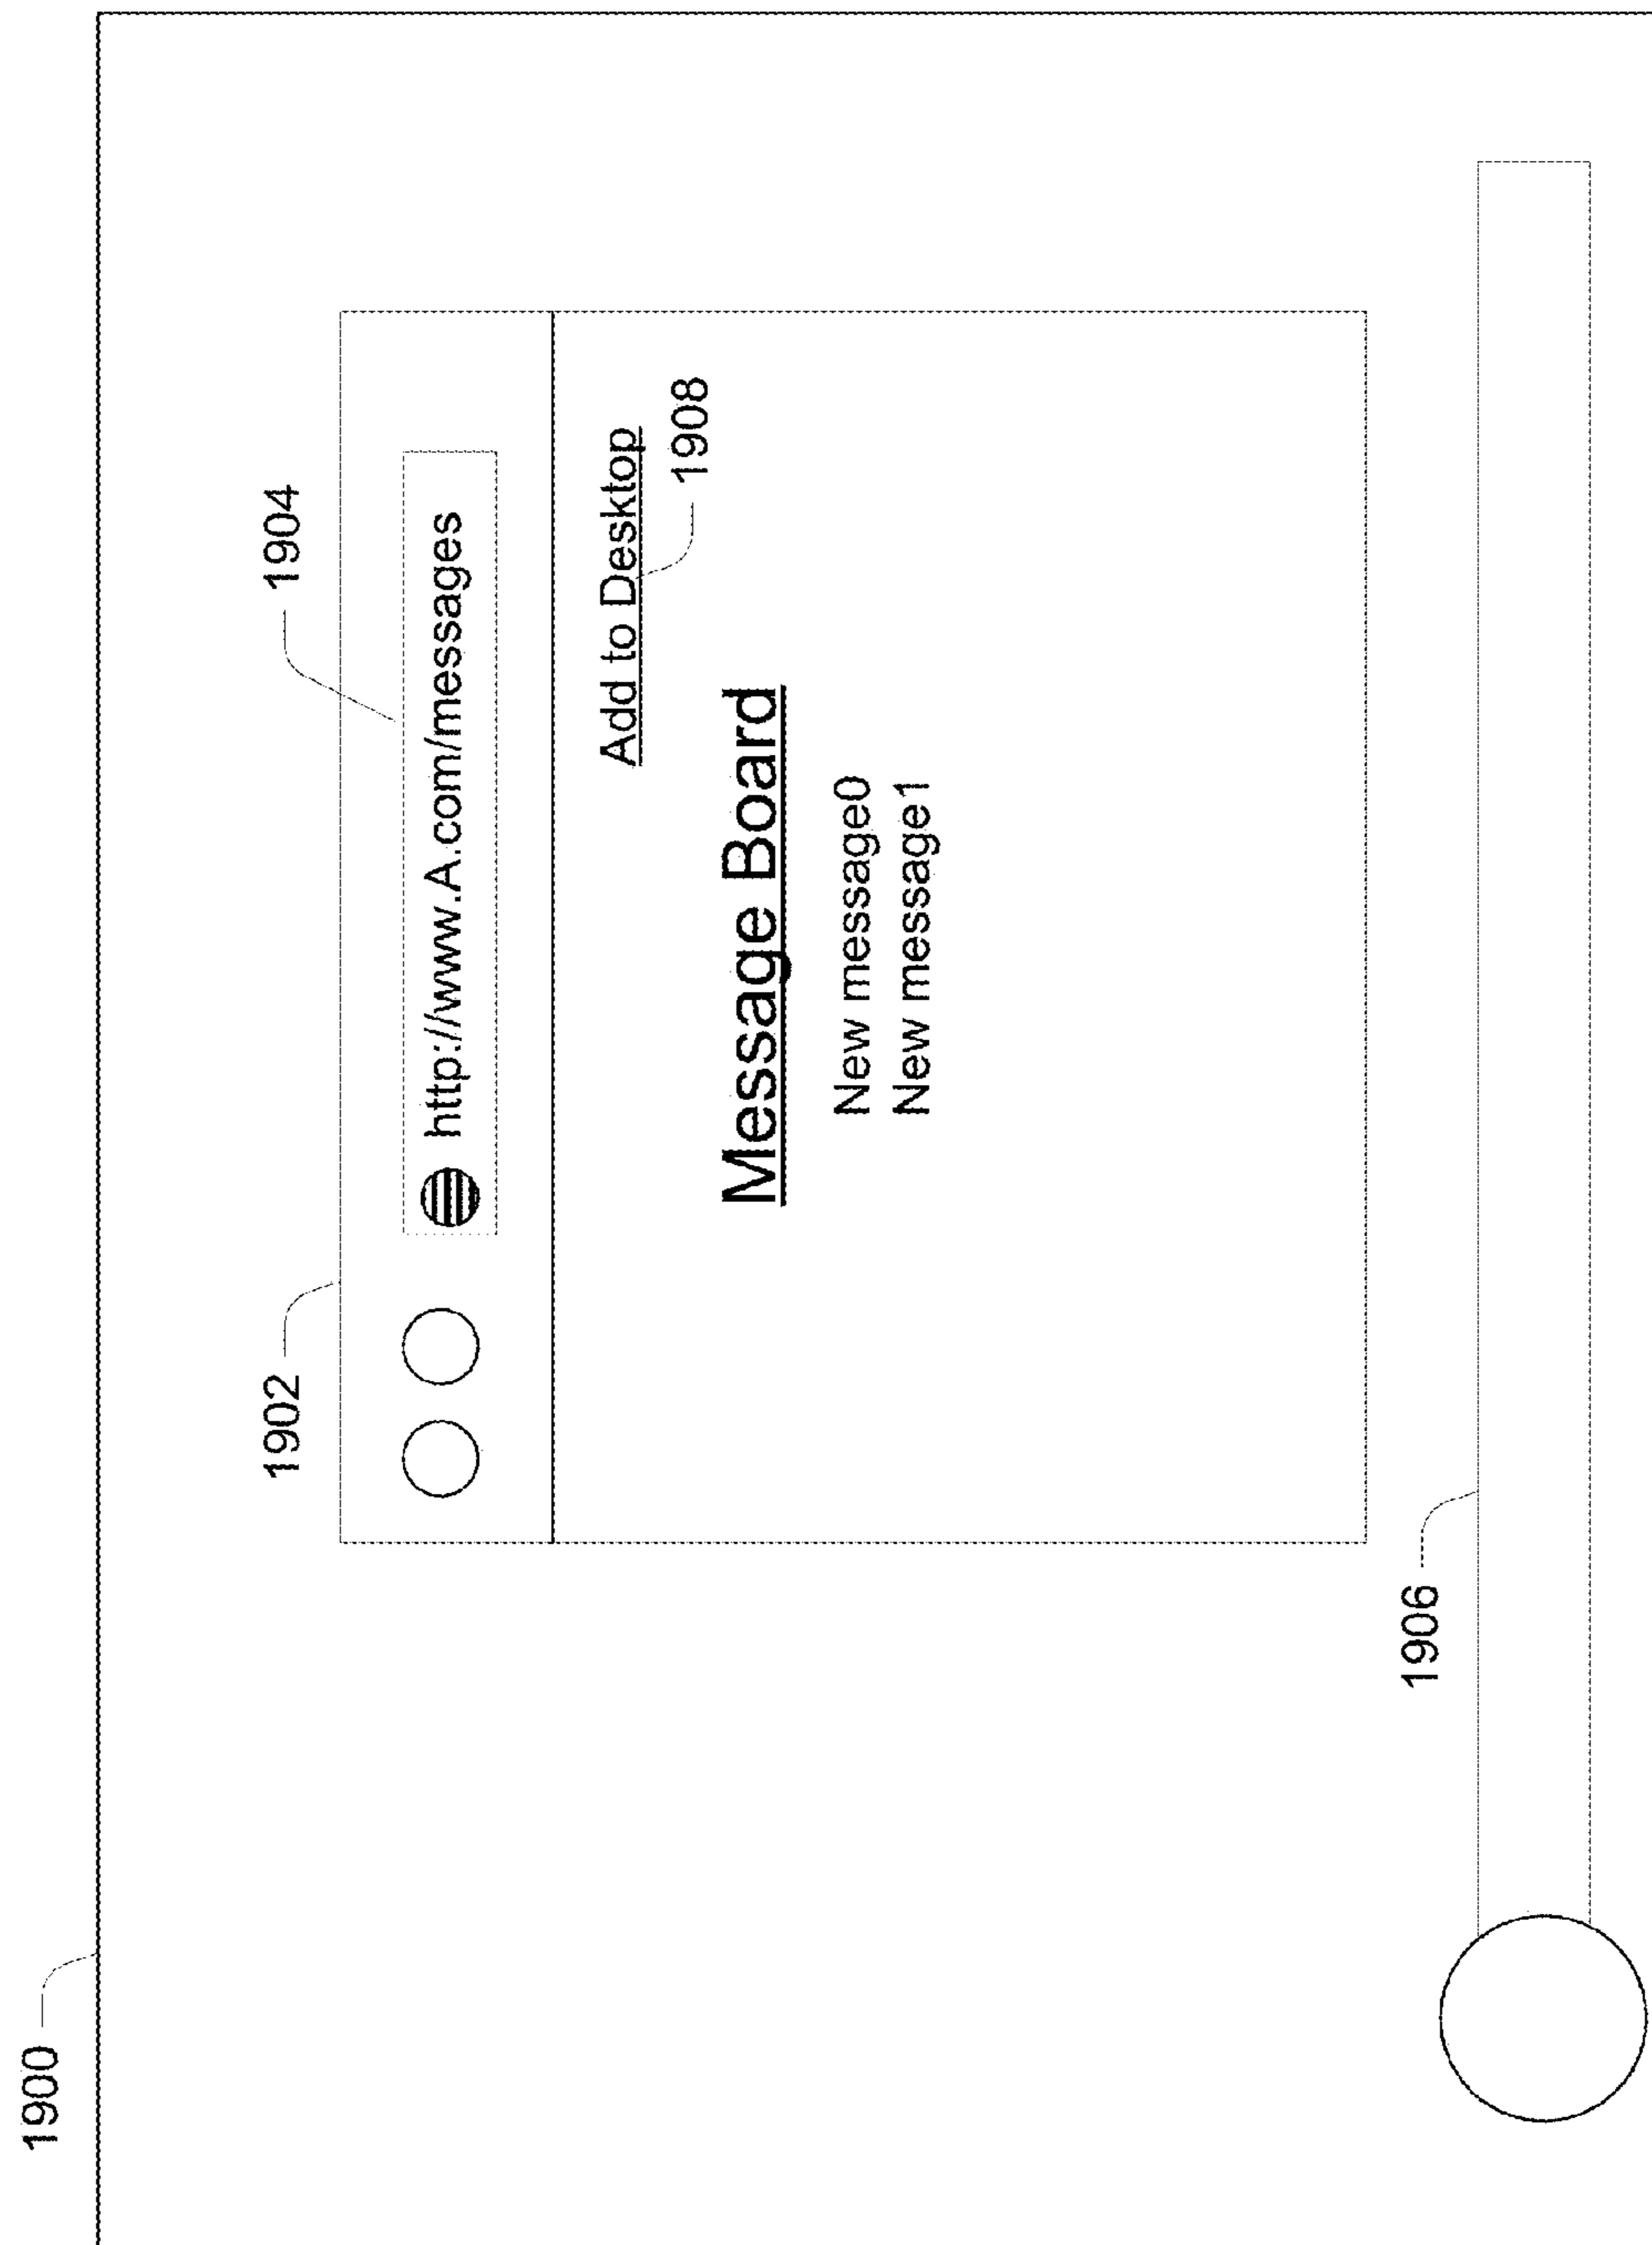 1900
1902
1904
http://www.A.com/messages
Add to Desktop
1908
Message Board
New message0
New message1
1906